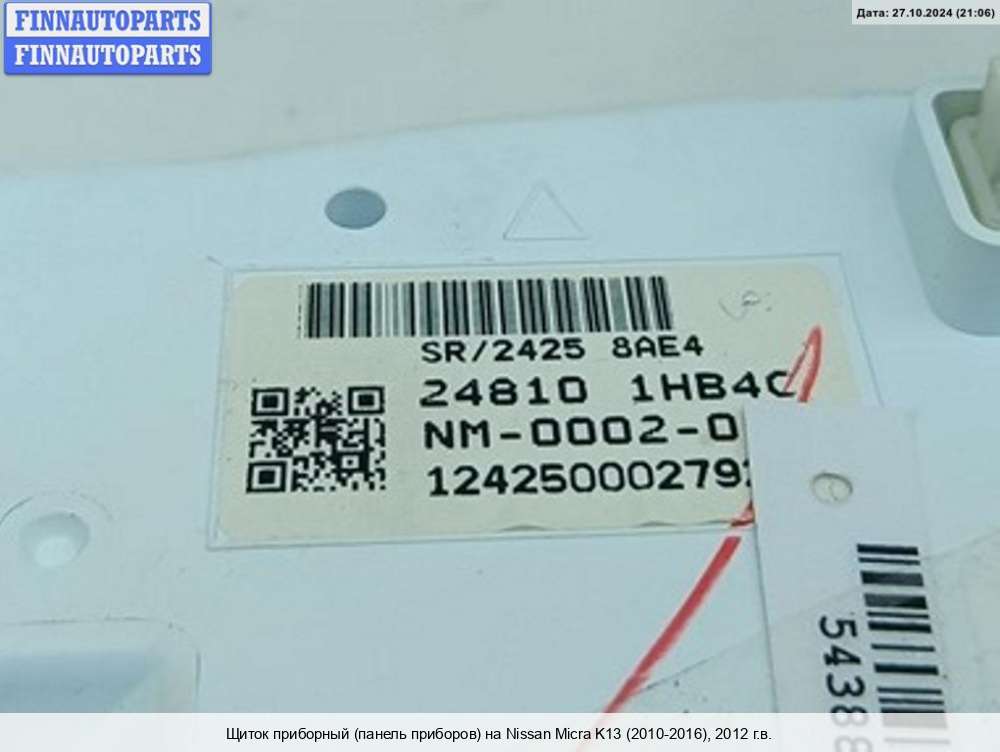 FINNAUTOPARTS
FINNAUTOPARTS
Дата: 27.10.2024 (21:06)
SR/2425 8AE4
24810 1HB4C
NM-0002-0
12425000279
5438
Щиток приборный (панель приборов) на Nissan Micra K13 (2010-2016), 2012 г.в.